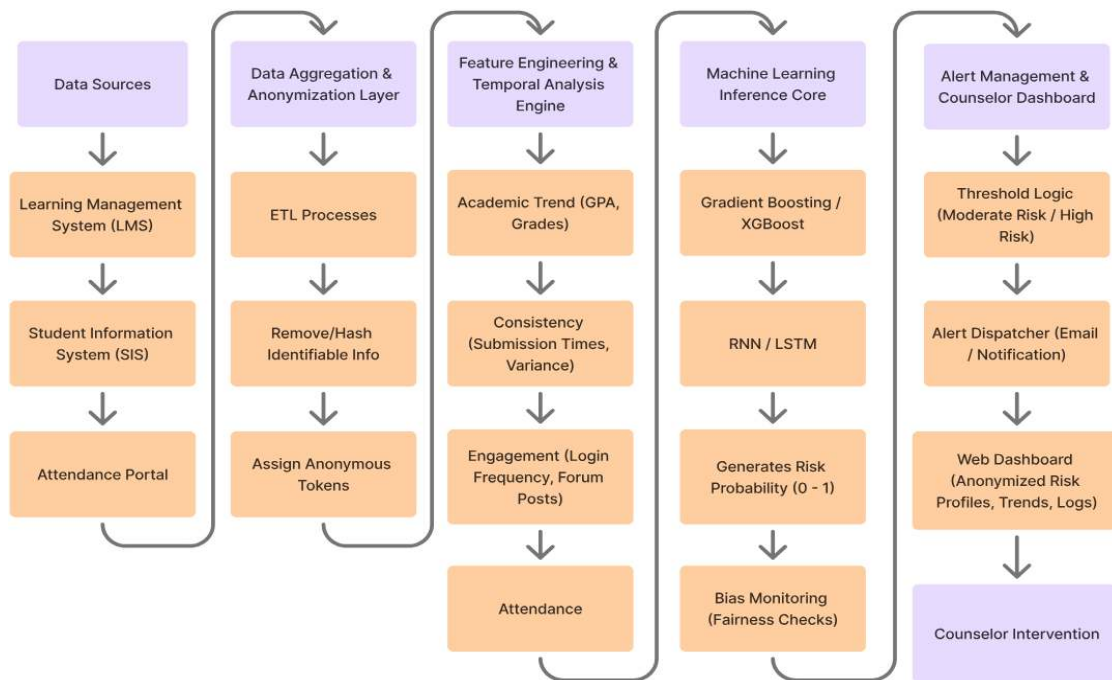 Data Sources
Learning Management
System (LMS)
Student Information
System (SIS)
Attendance Portal
Data Aggregation &
Anonymization Layer
ETL Processes
Remove/Hash
Identifiable Info
Assign Anonymous
Tokens
Feature Engineering &
Temporal Analysis
Engine
Academic Trend (GPA,
Grades)
Consistency
(Submission Times,
Variance)
Engagement (Login
Frequency, Forum
Posts)
Attendance
Machine Learning
Inference Core
Gradient Boosting /
XGBoost
RNN / LSTM
Generates Risk
Probability (0 - 1)
Bias Monitoring
(Fairness Checks)
Alert Management &
Counselor Dashboard
Threshold Logic
(Moderate Risk / High
Risk)
Alert Dispatcher (Email
/ Notification)
Web Dashboard
(Anonymized Risk
Profiles, Trends, Logs)
Counselor Intervention